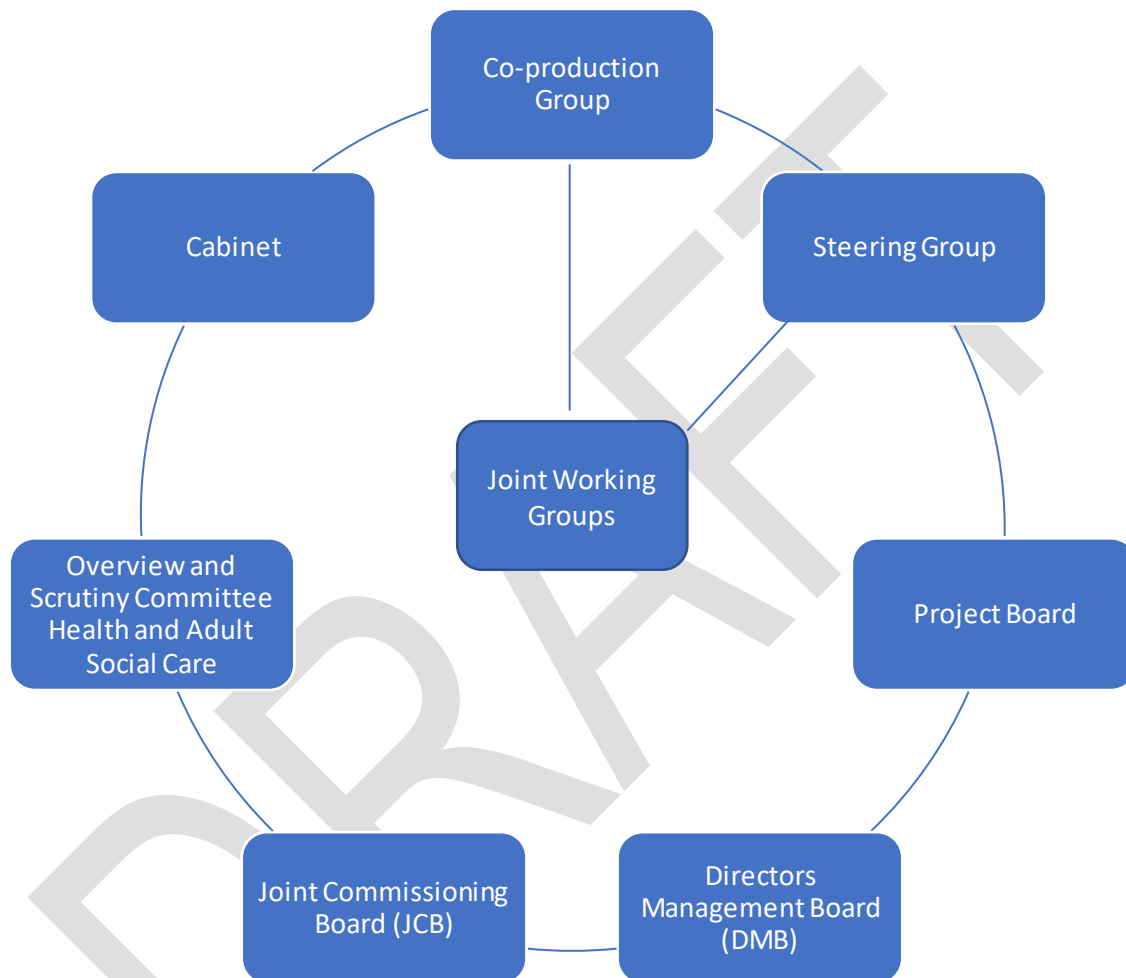 Co-production
Group
Cabinet
Steering Group
Joint Working
Groups
Overview and
Scrutiny Committee
Health and Adult
Social Care
Project Board
Joint Commissioning
Board (JCB)
Directors
Management Board
(DMB)
DRAFT